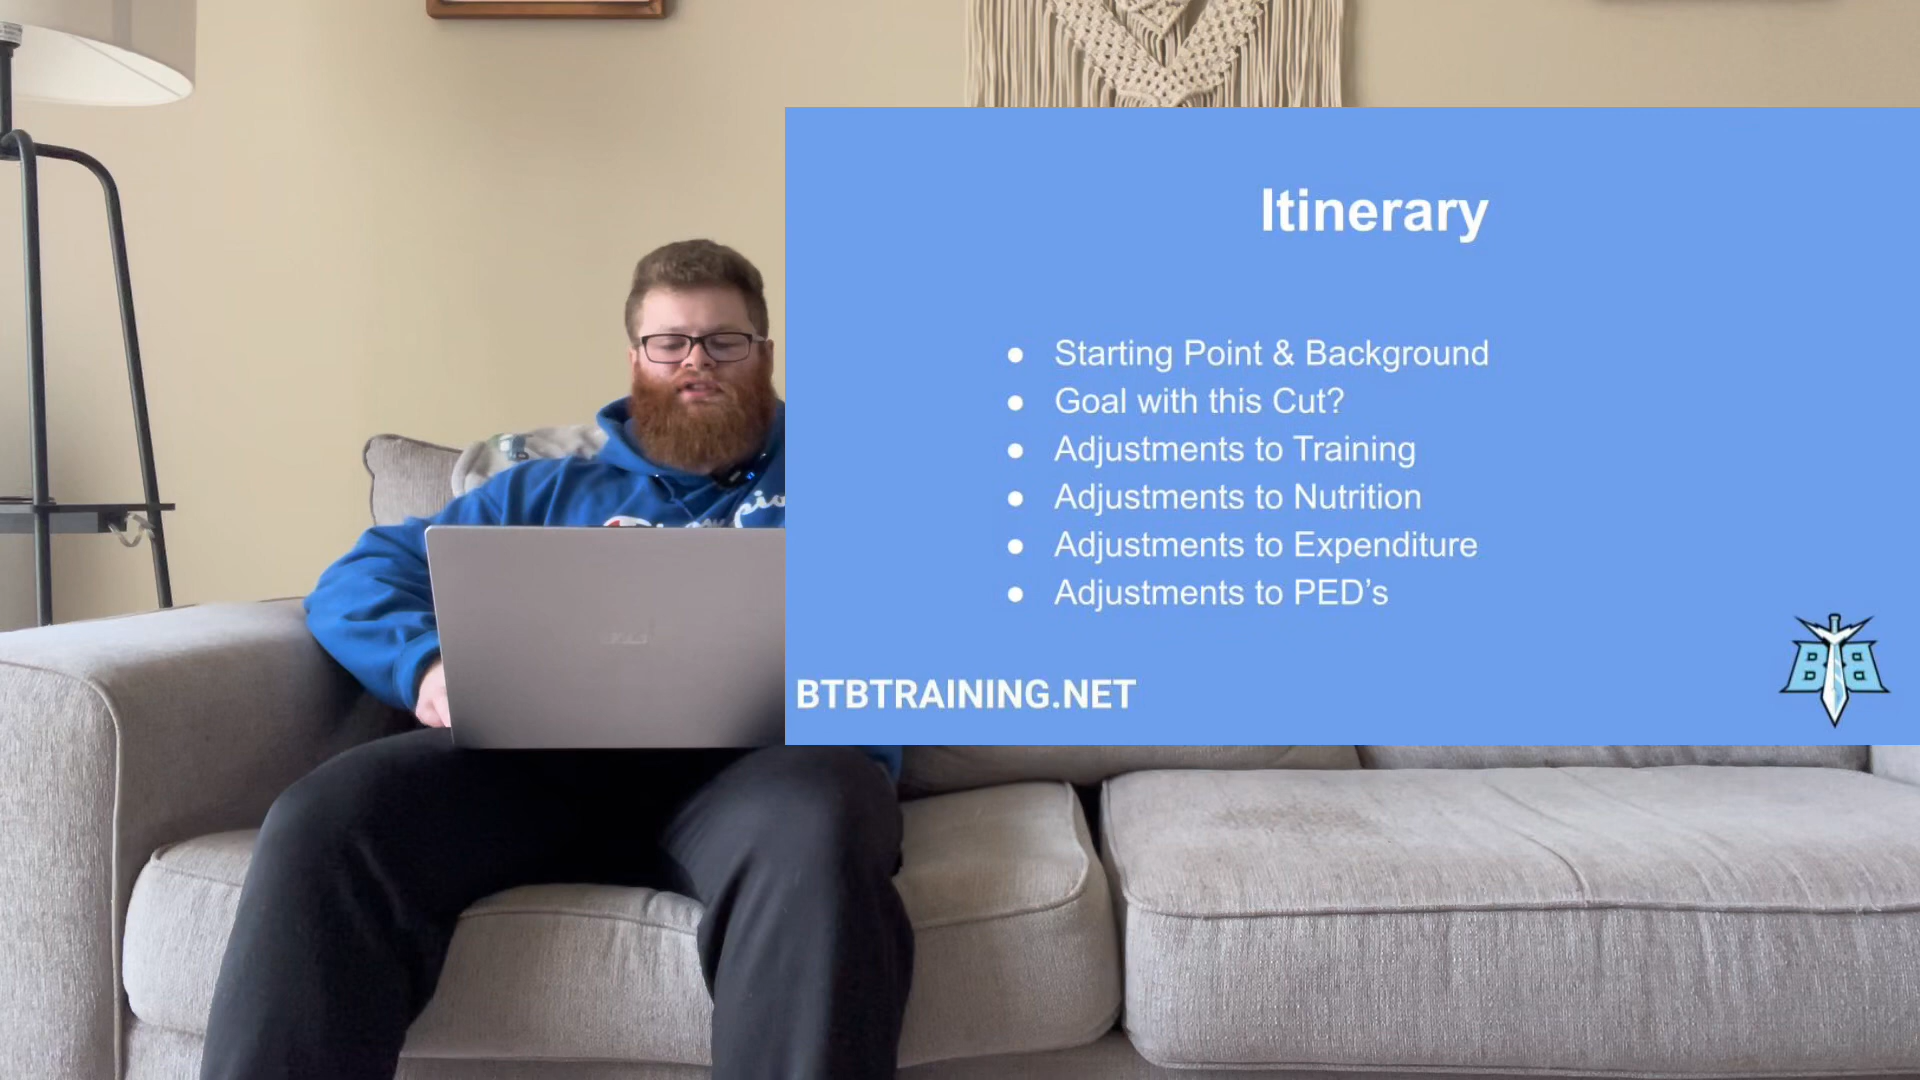 Itinerary
● Starting Point & Background
● Goal with this Cut?
● Adjustments to Training
● Adjustments to Nutrition
● Adjustments to Expenditure
● Adjustments to PED’s
BTBTRAINING.NET
BTB